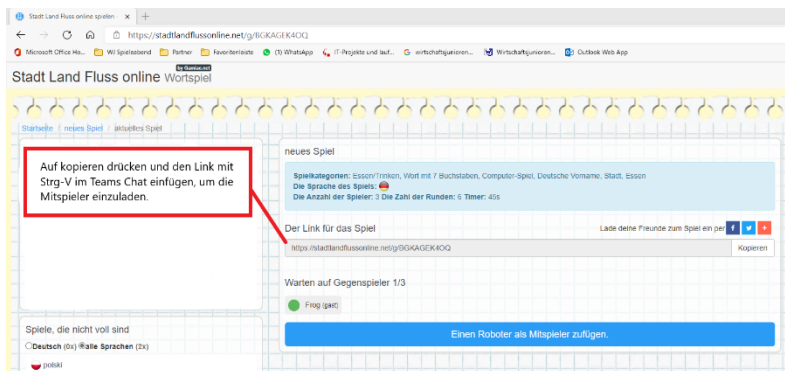 Stadt Land Fluss online spielen
https://stadtlandflussonline.net/g/BGKAGEK4OQ
Microsoft Office Ho... WJ Spieleabend Partner Favoritenleiste (1) WhatsApp IT-Projekte und lauf... wirtschaftsjunioren... Wirtschaftsjunioren... Outlook Web App
by Gamiax.net
Stadt Land Fluss online Wortspiel
Startseite / neues Spiel / aktuelles Spiel
Auf kopieren drücken und den Link mit
Strg-V im Teams Chat einfügen, um die
Mitspieler einzuladen.
neues Spiel
Spielkategorien: Essen/Trinken, Wort mit 7 Buchstaben, Computer-Spiel, Deutsche Vorname, Stadt, Essen
Die Sprache des Spiels:
Die Anzahl der Spieler: 3 Die Zahl der Runden: 6 Timer: 45s
Der Link für das Spiel
Lade deine Freunde zum Spiel ein per
https://stadtlandflussonline.net/g/BGKAGEK4OQ
Kopieren
Warten auf Gegenspieler 1/3
Frog (gast)
Einen Roboter als Mitspieler zufügen.
Spiele, die nicht voll sind
Deutsch (0x) alle Sprachen (2x)
polski